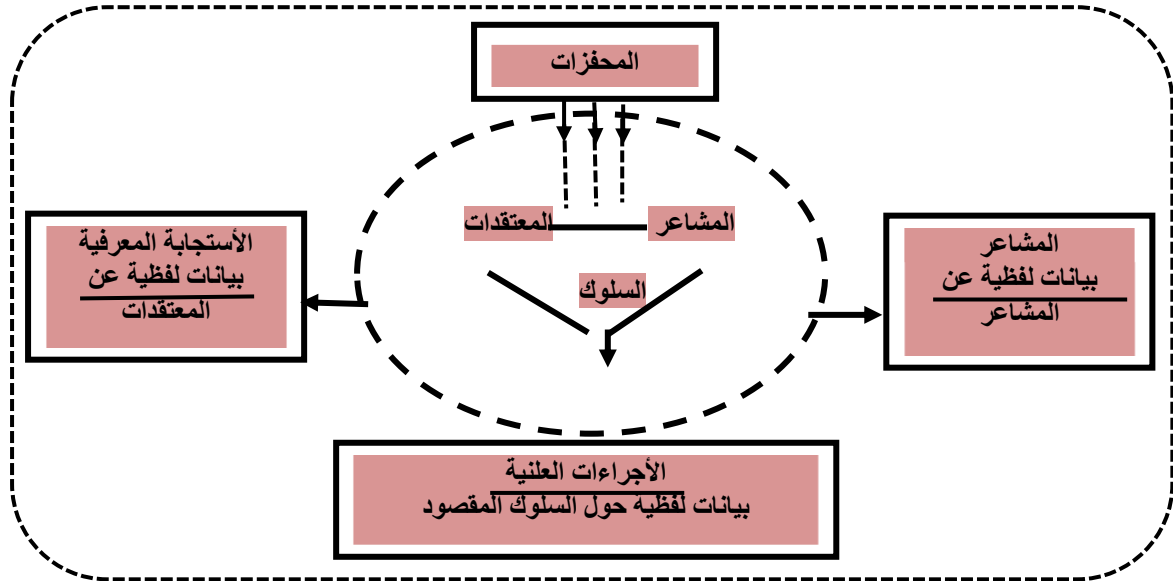 المحفزات
المشاعر
المعتقدات
السلوك
المشاعر
بيانات لفظية عن
المشاعر
الأستجابة المعرفية
بيانات لفظية عن
المعتقدات
الأجراءات العلنية
بيانات لفظية حول السلوك المقصود